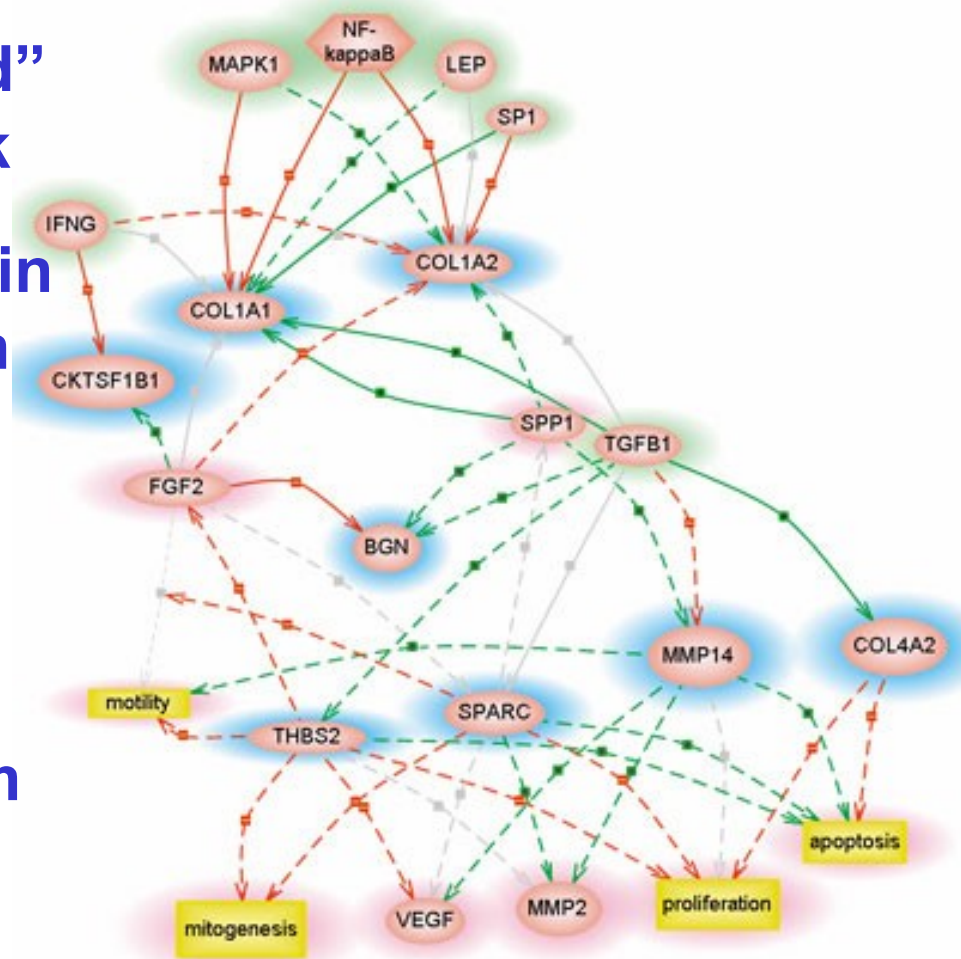 d”
k
in
n
n
NF-
kappaB
MAPK1
LEP
SP1
IFNG
COL1A2
COL1A1
CKTSF1B1
SPP1
TGFB1
FGF2
BGN
MMP14
COL4A2
motility
SPARC
THBS2
apoptosis
proliferation
MMP2
VEGF
mitogenesis